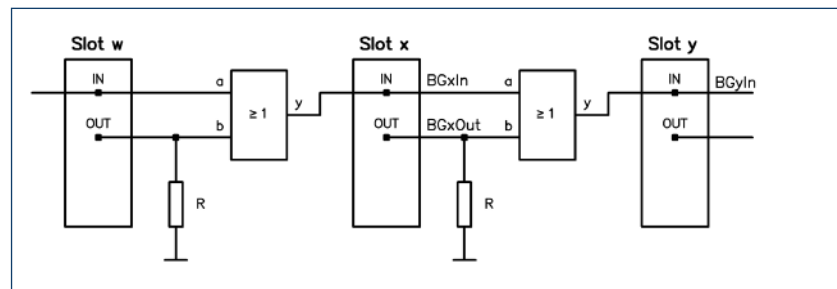 Slot w
Slot x
Slot y
IN
a
y
IN
BGxIn
a
y
IN
BGyIn
≥ 1
≥ 1
OUT
b
OUT
BGxOut
b
OUT
R
R